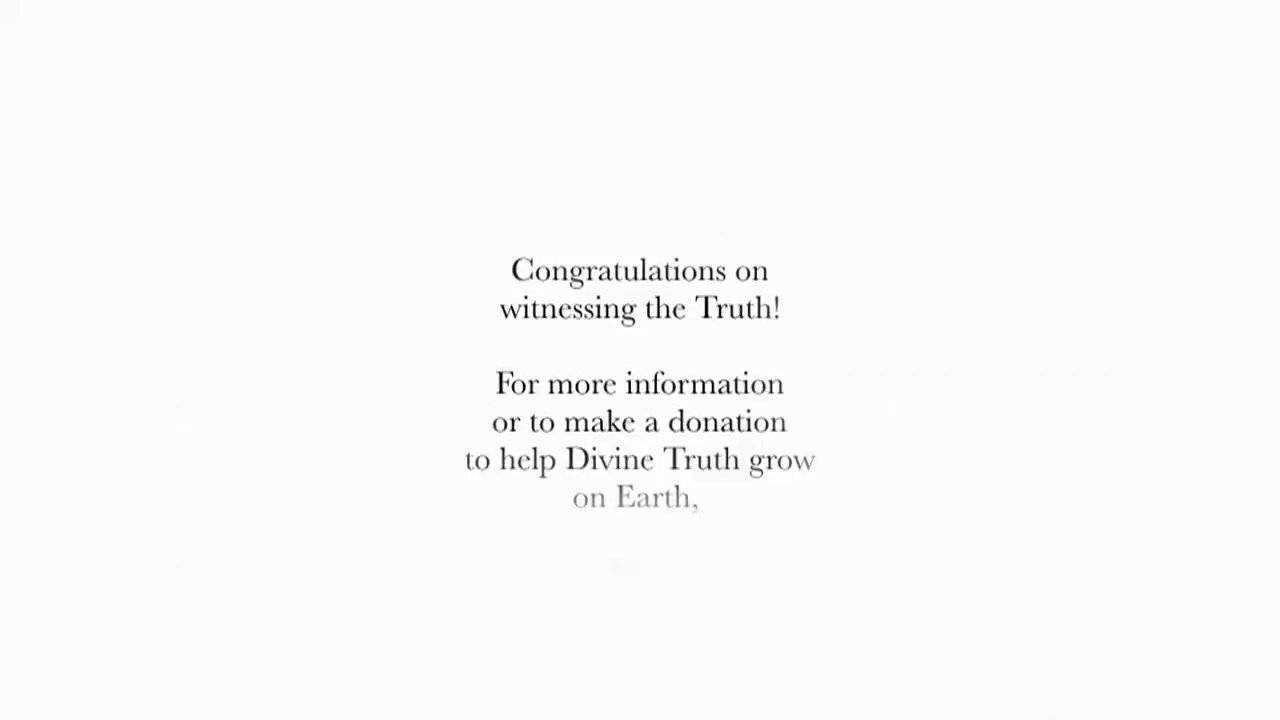 Congratulations on
witnessing the Truth!
For more information
or to make a donation
to help Divine Truth grow
on Earth,